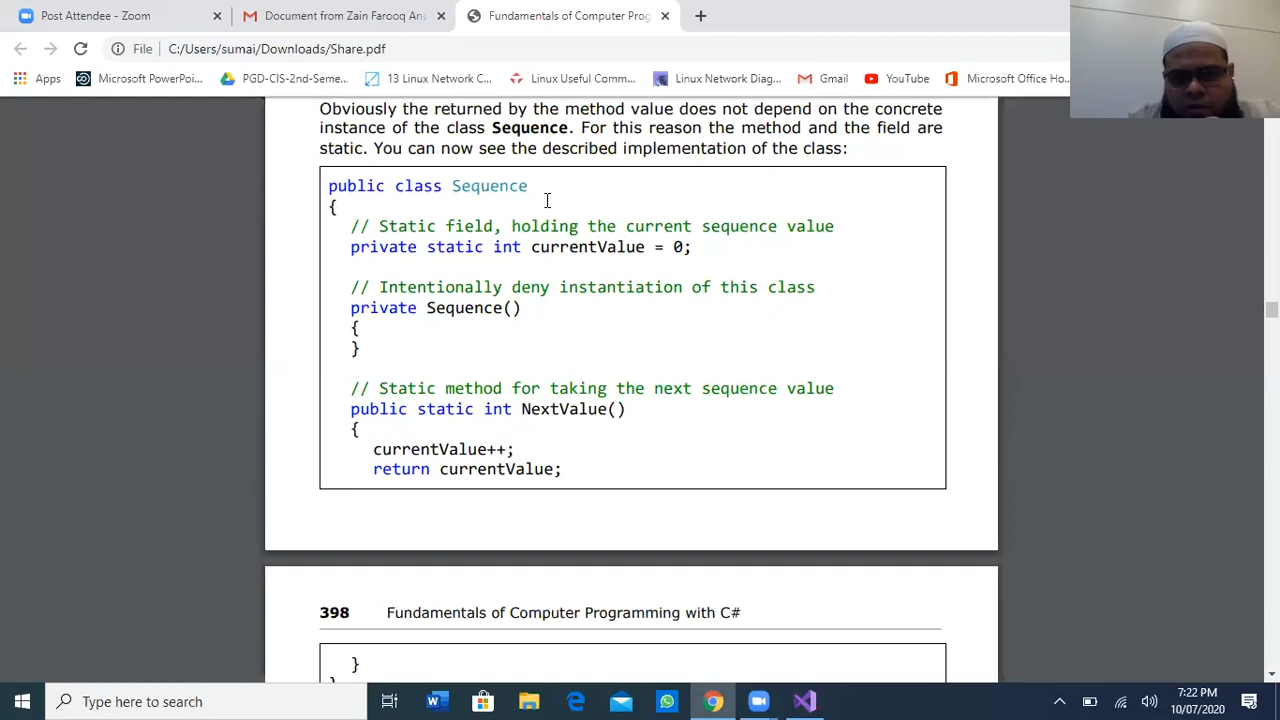 Post Attendee - Zoom
Document from Zain Farooq Ans
Fundamentals of Computer Prog
File
C:/Users/sumai/Downloads/Share.pdf
Apps
Microsoft PowerPoi...
PGD-CIS-2nd-Seme...
13 Linux Network C...
Linux Useful Comm...
Linux Network Diag...
Gmail
YouTube
Microsoft Office Ho
Obviously the returned by the method value does not depend on the concrete
instance of the class Sequence. For this reason the method and the field are
static. You can now see the described implementation of the class:
public class Sequence
{
// Static field, holding the current sequence value
private static int currentValue = 0;
// Intentionally deny instantiation of this class
private Sequence()
{
}
// Static method for taking the next sequence value
public static int NextValue()
{
currentValue++;
return currentValue;
398 Fundamentals of Computer Programming with C#
}
}
Type here to search
7:22 PM
10/07/2020